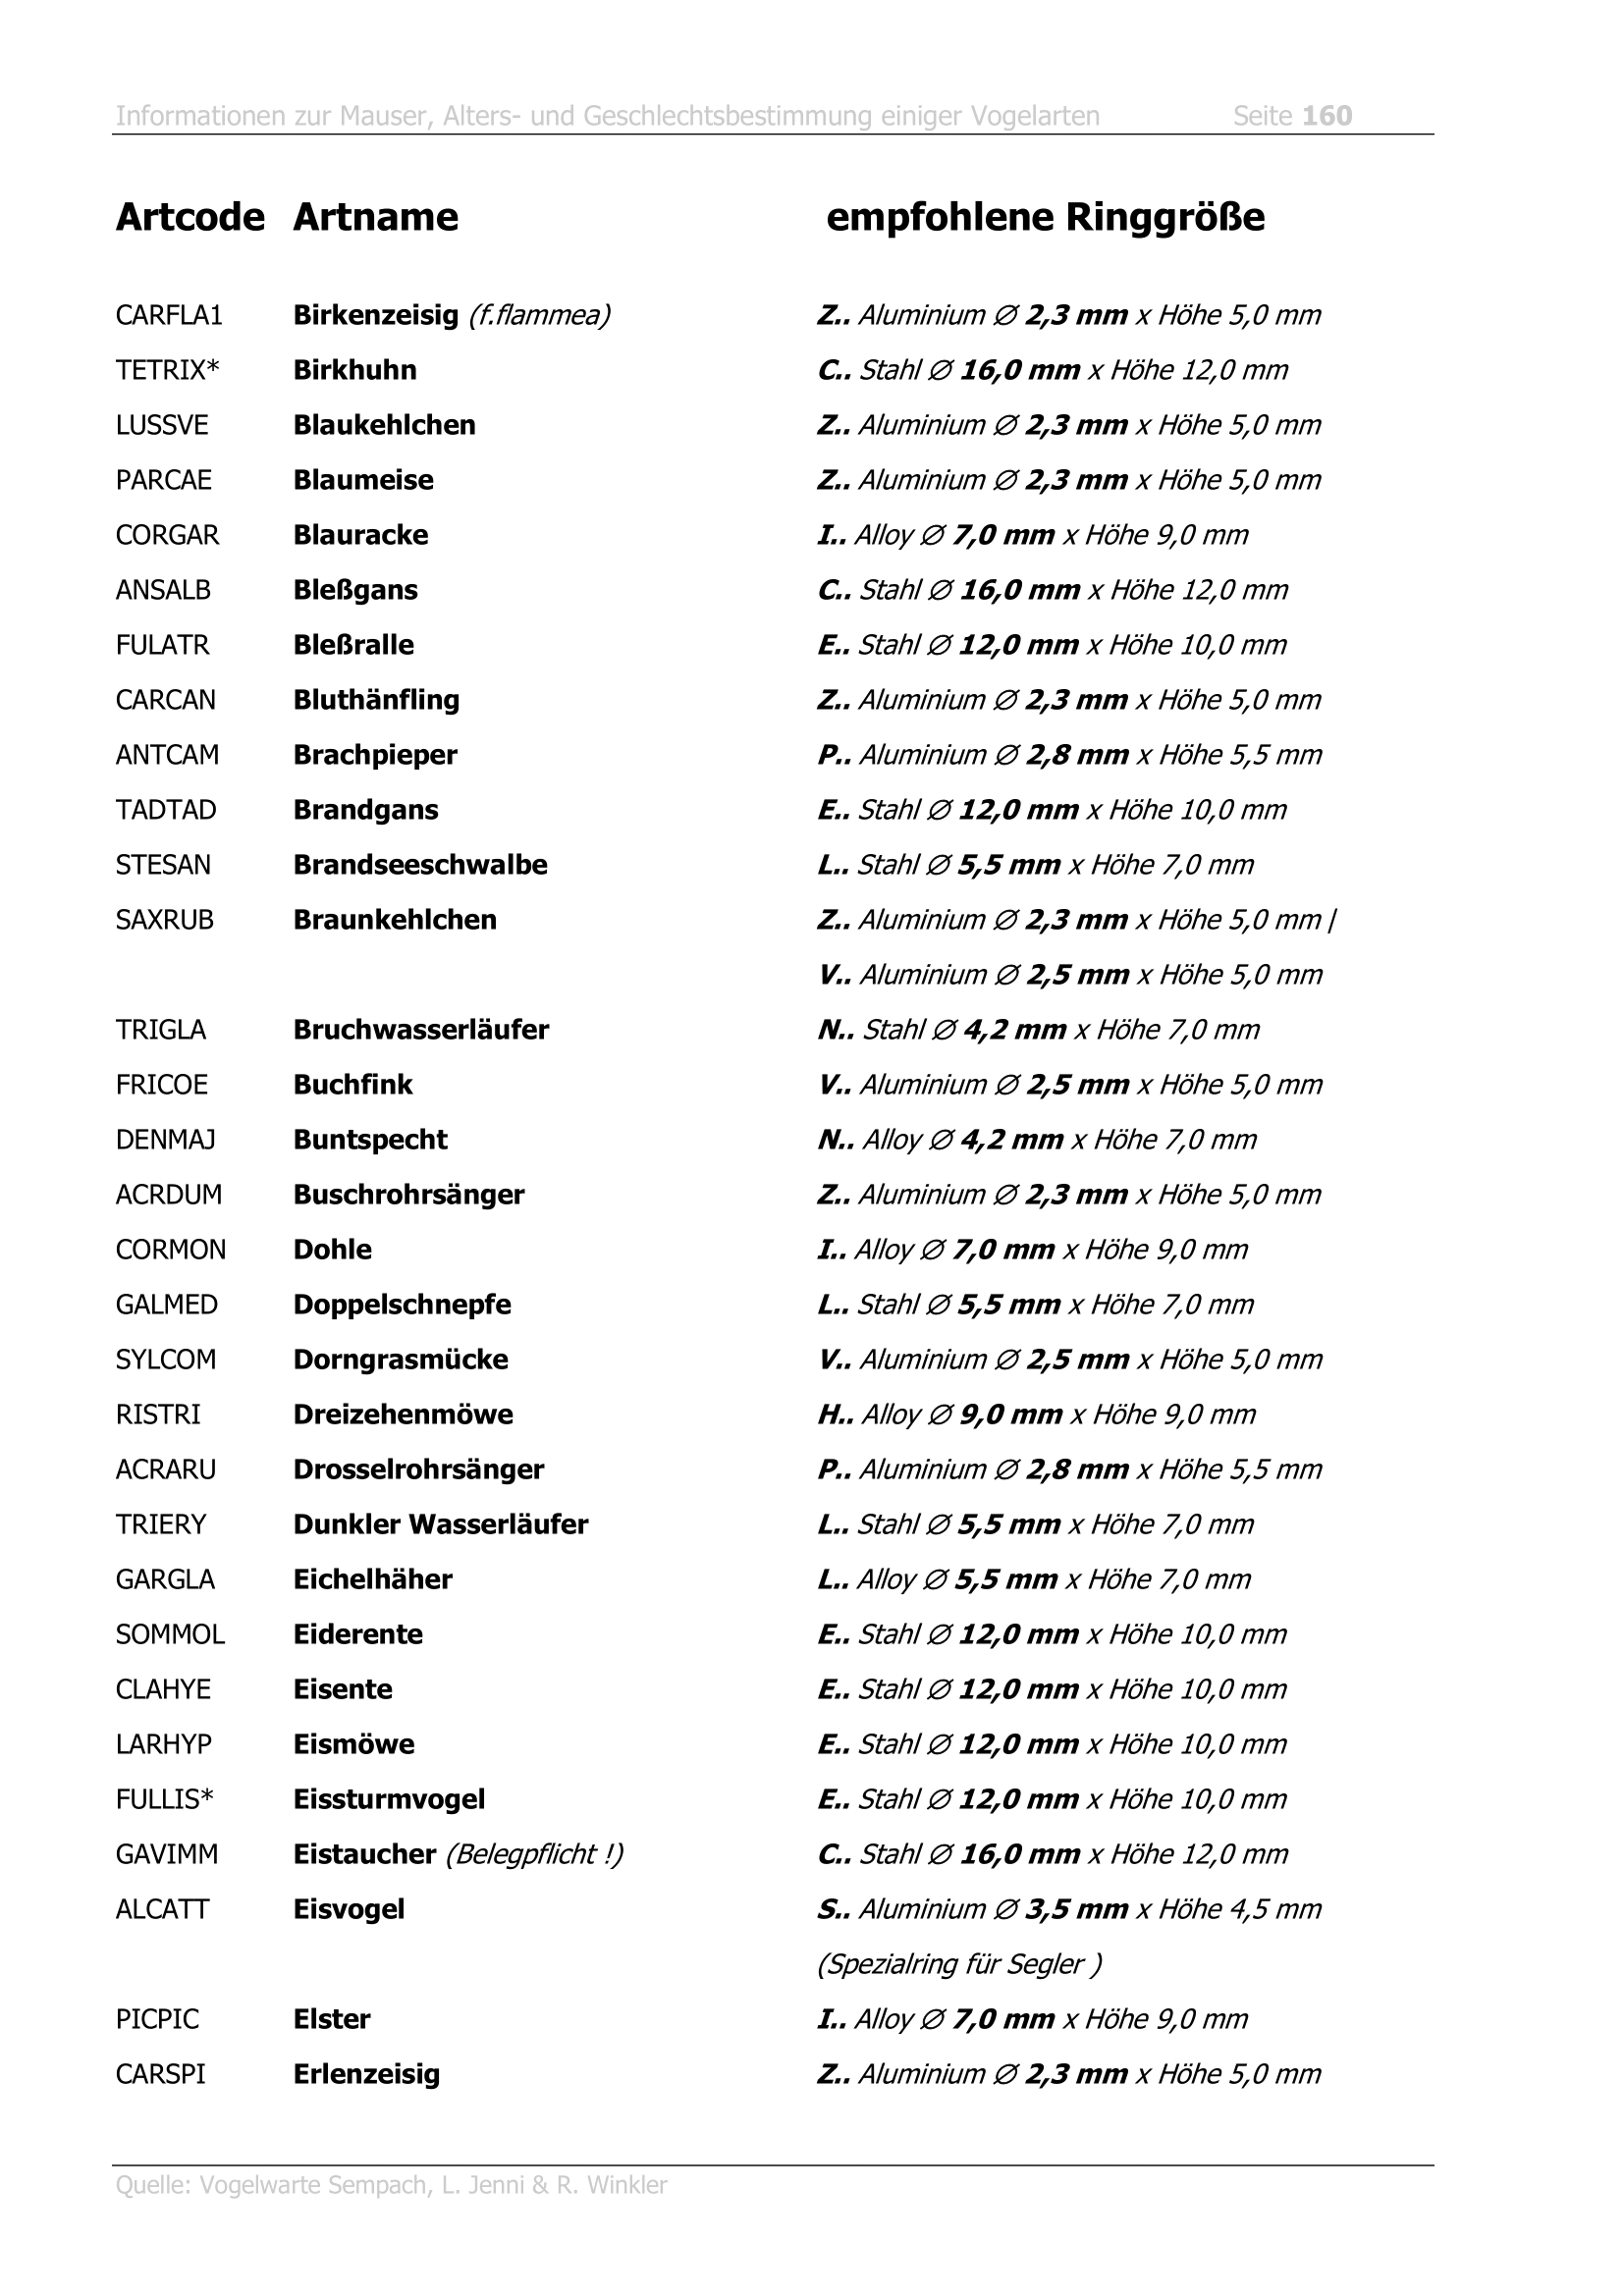 Informationen zur Mauser, Alters- und Geschlechtsbestimmung einiger Vogelarten Seite 160
Artcode Artname empfohlene Ringgröße
CARFLA1 Birkenzeisig (f.flammea) Z.. Aluminium ∅ 2,3 mm x Höhe 5,0 mm
TETRIX* Birkhuhn C.. Stahl ∅ 16,0 mm x Höhe 12,0 mm
LUSSVE Blaukehlchen Z.. Aluminium ∅ 2,3 mm x Höhe 5,0 mm
PARCAE Blaumeise Z.. Aluminium ∅ 2,3 mm x Höhe 5,0 mm
CORGAR Blauracke I.. Alloy ∅ 7,0 mm x Höhe 9,0 mm
ANSALB Bleßgans C.. Stahl ∅ 16,0 mm x Höhe 12,0 mm
FULATR Bleßralle E.. Stahl ∅ 12,0 mm x Höhe 10,0 mm
CARCAN Bluthänfling Z.. Aluminium ∅ 2,3 mm x Höhe 5,0 mm
ANTCAM Brachpieper P.. Aluminium ∅ 2,8 mm x Höhe 5,5 mm
TADTAD Brandgans E.. Stahl ∅ 12,0 mm x Höhe 10,0 mm
STESAN Brandseeschwalbe L.. Stahl ∅ 5,5 mm x Höhe 7,0 mm
SAXRUB Braunkehlchen Z.. Aluminium ∅ 2,3 mm x Höhe 5,0 mm |
V.. Aluminium ∅ 2,5 mm x Höhe 5,0 mm
TRIGLA Bruchwasserläufer N.. Stahl ∅ 4,2 mm x Höhe 7,0 mm
FRICOE Buchfink V.. Aluminium ∅ 2,5 mm x Höhe 5,0 mm
DENMAJ Buntspecht N.. Alloy ∅ 4,2 mm x Höhe 7,0 mm
ACRDUM Buschrohrsänger Z.. Aluminium ∅ 2,3 mm x Höhe 5,0 mm
CORMON Dohle I.. Alloy ∅ 7,0 mm x Höhe 9,0 mm
GALMED Doppelschnepfe L.. Stahl ∅ 5,5 mm x Höhe 7,0 mm
SYLCOM Dorngrasmücke V.. Aluminium ∅ 2,5 mm x Höhe 5,0 mm
RISTRI Dreizehenmöwe H.. Alloy ∅ 9,0 mm x Höhe 9,0 mm
ACRARU Drosselrohrsänger P.. Aluminium ∅ 2,8 mm x Höhe 5,5 mm
TRIERY Dunkler Wasserläufer L.. Stahl ∅ 5,5 mm x Höhe 7,0 mm
GARGLA Eichelhäher L.. Alloy ∅ 5,5 mm x Höhe 7,0 mm
SOMMOL Eiderente E.. Stahl ∅ 12,0 mm x Höhe 10,0 mm
CLAHYE Eisente E.. Stahl ∅ 12,0 mm x Höhe 10,0 mm
LARHYP Eismöwe E.. Stahl ∅ 12,0 mm x Höhe 10,0 mm
FULLIS* Eissturmvogel E.. Stahl ∅ 12,0 mm x Höhe 10,0 mm
GAVIMM Eistaucher (Belegpflicht !) C.. Stahl ∅ 16,0 mm x Höhe 12,0 mm
ALCATT Eisvogel S.. Aluminium ∅ 3,5 mm x Höhe 4,5 mm
(Spezialring für Segler )
PICPIC Elster I.. Alloy ∅ 7,0 mm x Höhe 9,0 mm
CARSPI Erlenzeisig Z.. Aluminium ∅ 2,3 mm x Höhe 5,0 mm
Quelle: Vogelwarte Sempach, L. Jenni & R. Winkler